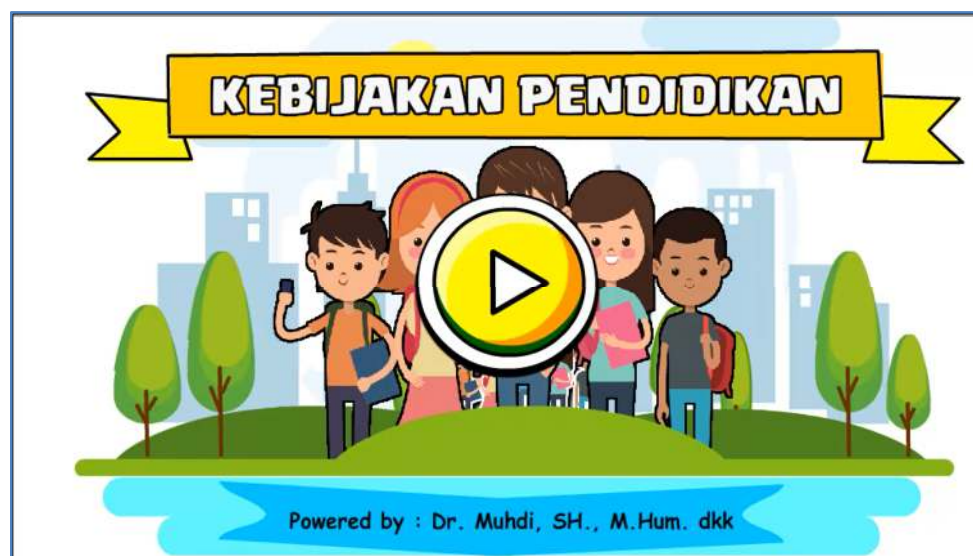 KEBIJAKAN PENDIDIKAN
Powered by : Dr. Muhdi, SH., M.Hum. dkk